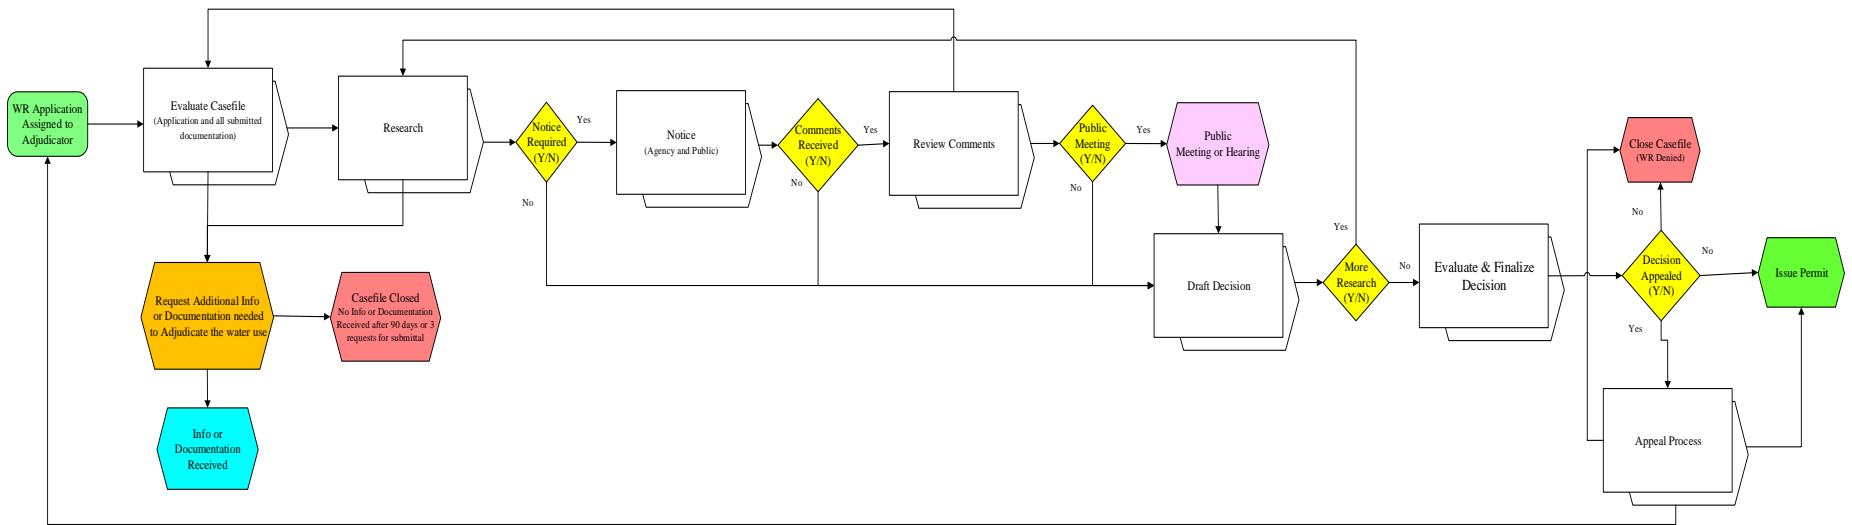 WR Application
Assigned to
Adjudicator
Evaluate Casefile
(Application and all submitted
documentation)
Research
Notice
Required
(Y/N)
Yes
No
Notice
(Agency and Public)
Comments
Received
(Y/N)
Yes
No
Review Comments
Public
Meeting
(Y/N)
Yes
No
Public
Meeting or Hearing
Draft Decision
More
Research
(Y/N)
Yes
No
Evaluate & Finalize
Decision
Decision
Appealed
(Y/N)
No
No
Yes
Close Casefile
(WR Denied)
Issue Permit
Appeal Process
Request Additional Info
or Documentation needed
to Adjudicate the water use
Casefile Closed
No Info or Documentation
Received after 90 days or 3
requests for submittal
Info or
Documentation
Received